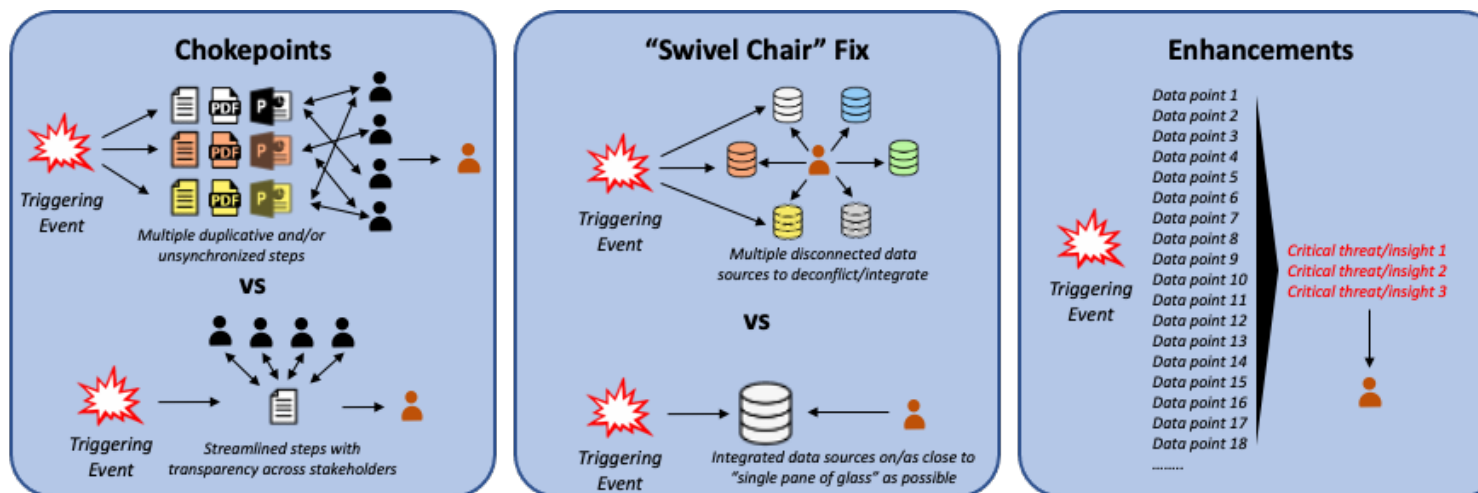 Chokepoints
PDF
P
PDF
P
PDF
P
Triggering
Event
Multiple duplicative and/or
unsynchronized steps
vs
Triggering
Event
Streamlined steps with
transparency across stakeholders
“Swivel Chair” Fix
Triggering
Event
Multiple disconnected data
sources to deconflict/integrate
vs
Triggering
Event
Integrated data sources on/as close to
“single pane of glass” as possible
Enhancements
Triggering
Event
Data point 1
Data point 2
Data point 3
Data point 4
Data point 5
Data point 6
Data point 7
Data point 8
Data point 9
Data point 10
Data point 11
Data point 12
Data point 13
Data point 14
Data point 15
Data point 16
Data point 17
Data point 18
.........
Critical threat/insight 1
Critical threat/insight 2
Critical threat/insight 3